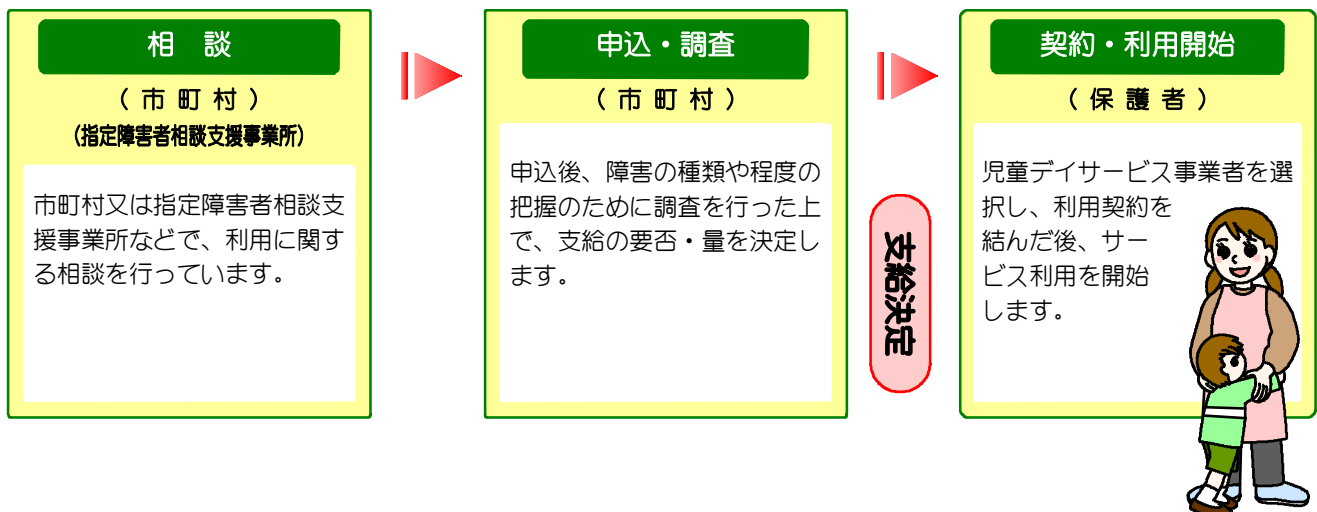 相 談
(市町村)
(指定障害者相談支援事業所)
市町村又は指定障害者相談支
援事業所などで、利用に関す
る相談を行っています。
申込・調査
(市町村)
申込後、障害の種類や程度の
把握のために調査を行った上
で、支給の要否・量を決定し
ます。
支給決定
契約・利用開始
(保護者)
児童デイサービス事業者を選
択し、利用契約を
結んだ後、サー
ビス利用を開始
します。